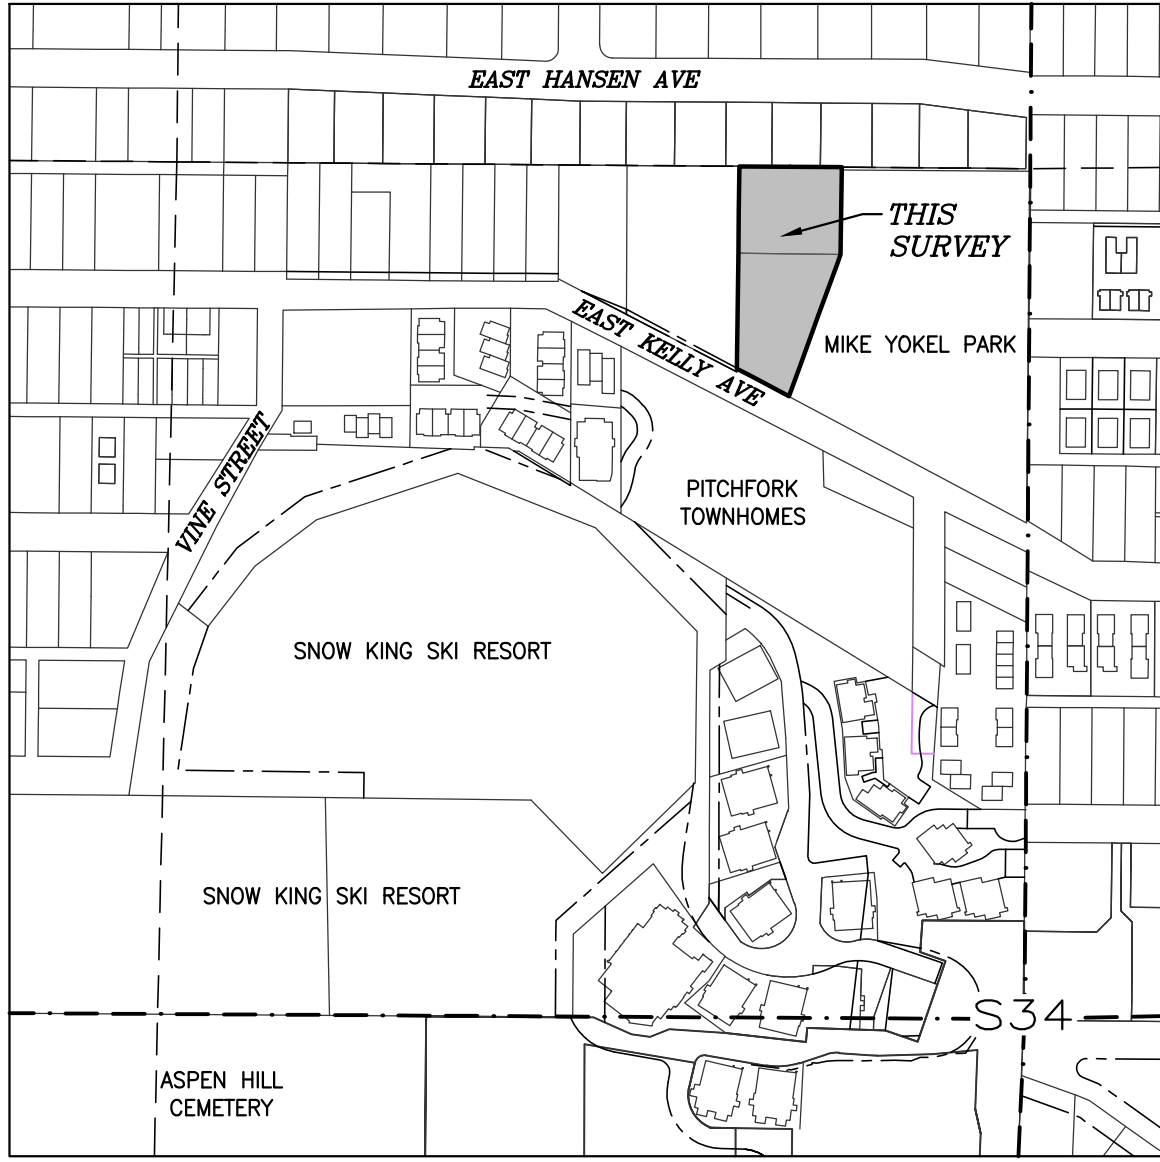 EAST HANSEN AVE
THIS
SURVEY
EAST KELLY AVE
MIKE YOKEL PARK
VINE STREET
PITCHFORK
TOWNHOMES
SNOW KING SKI RESORT
SNOW KING SKI RESORT
S34
ASPEN HILL
CEMETERY